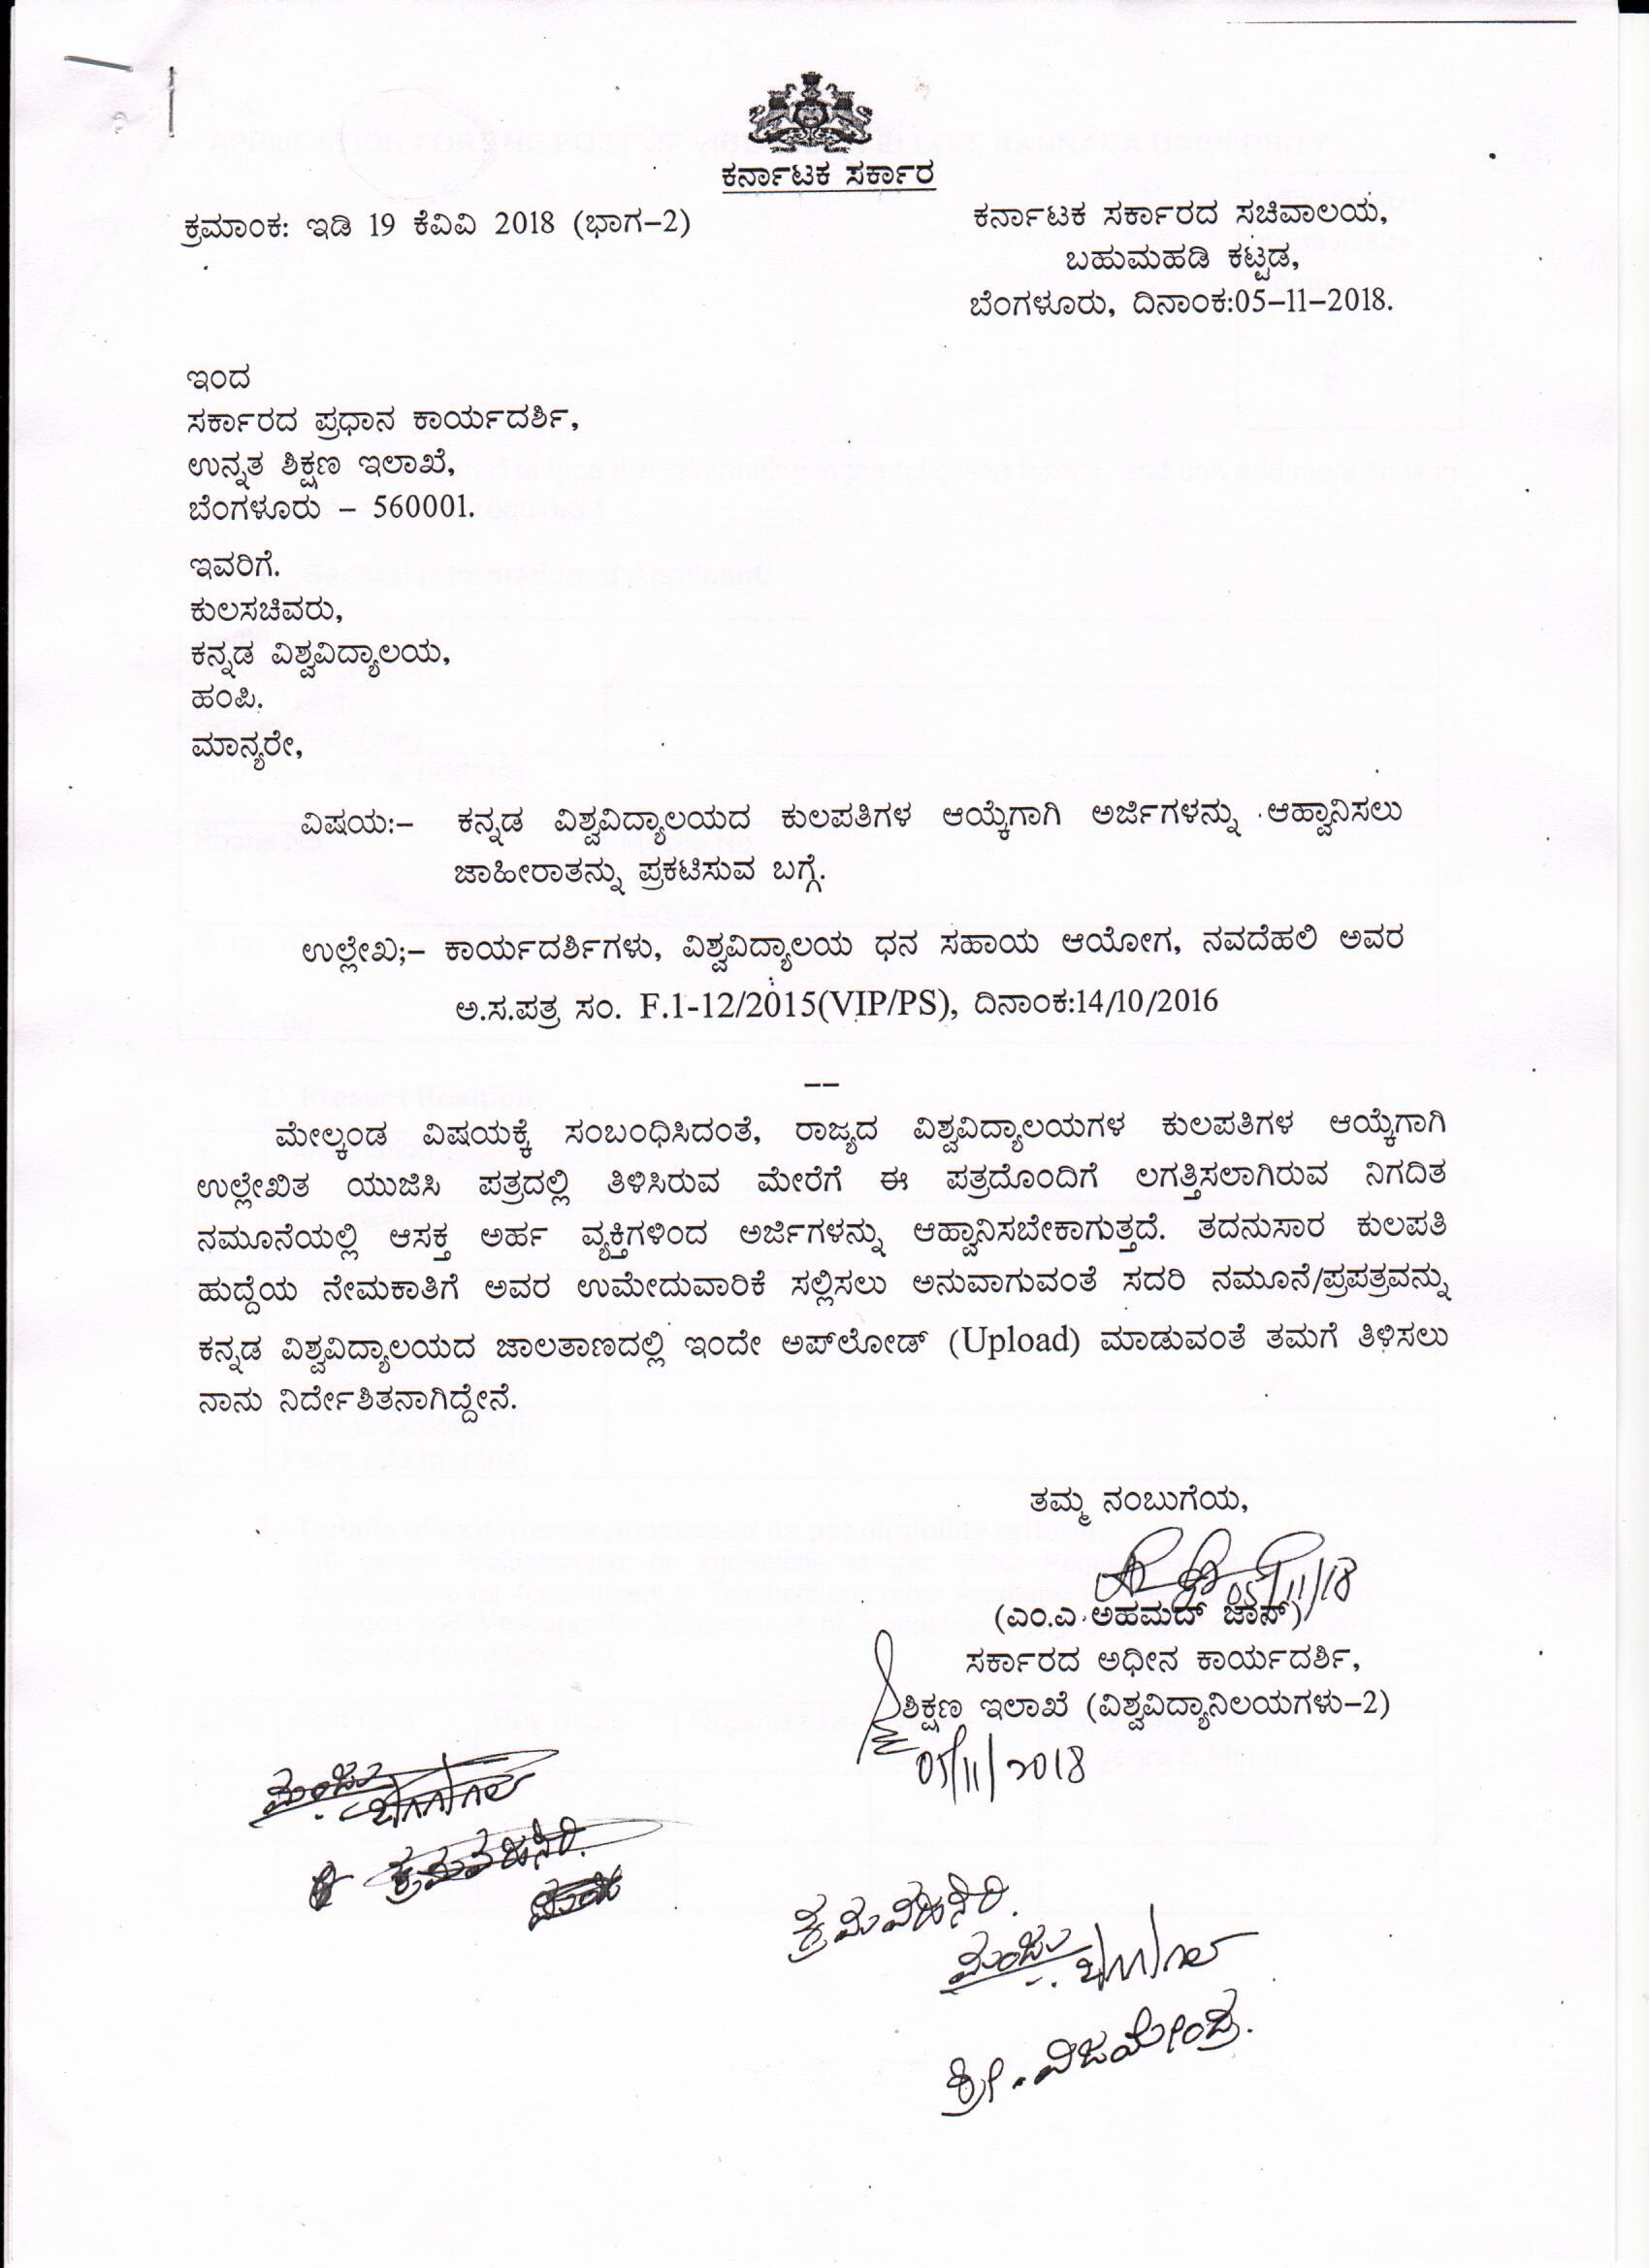 ಕರ್ನಾಟಕ ಸರ್ಕಾರ
ಕ್ರಮಾಂಕ: ಇಡಿ 19 ಕೆವಿವಿ 2018 (ಭಾಗ–2)
ಕರ್ನಾಟಕ ಸರ್ಕಾರದ ಸಚಿವಾಲಯ,
ಬಹುಮಹಡಿ ಕಟ್ಟಡ,
ಬೆಂಗಳೂರು, ದಿನಾಂಕ:05–11–2018.
ಇಂದ
ಸರ್ಕಾರದ ಪ್ರಧಾನ ಕಾರ್ಯದರ್ಶಿ,
ಉನ್ನತ ಶಿಕ್ಷಣ ಇಲಾಖೆ,
ಬೆಂಗಳೂರು – 560001.
ಇವರಿಗೆ.
ಕುಲಸಚಿವರು,
ಕನ್ನಡ ವಿಶ್ವವಿದ್ಯಾಲಯ,
ಹಂಪಿ.
ಮಾನ್ಯರೇ,
ವಿಷಯ:– ಕನ್ನಡ ವಿಶ್ವವಿದ್ಯಾಲಯದ ಕುಲಪತಿಗಳ ಆಯ್ಕೆಗಾಗಿ ಅರ್ಜಿಗಳನ್ನು ಆಹ್ವಾನಿಸಲು
ಜಾಹೀರಾತನ್ನು ಪ್ರಕಟಿಸುವ ಬಗ್ಗೆ.
ಉಲ್ಲೇಖ;– ಕಾರ್ಯದರ್ಶಿಗಳು, ವಿಶ್ವವಿದ್ಯಾಲಯ ಧನ ಸಹಾಯ ಆಯೋಗ, ನವದೆಹಲಿ ಅವರ
ಅ.ಸ.ಪತ್ರ ಸಂ. F.1-12/2015(VIP/PS), ದಿನಾಂಕ:14/10/2016
––
ಮೇಲ್ಕಂಡ ವಿಷಯಕ್ಕೆ ಸಂಬಂಧಿಸಿದಂತೆ, ರಾಜ್ಯದ ವಿಶ್ವವಿದ್ಯಾಲಯಗಳ ಕುಲಪತಿಗಳ ಆಯ್ಕೆಗಾಗಿ
ಉಲ್ಲೇಖಿತ ಯುಜಿಸಿ ಪತ್ರದಲ್ಲಿ ತಿಳಿಸಿರುವ ಮೇರೆಗೆ ಈ ಪತ್ರದೊಂದಿಗೆ ಲಗತ್ತಿಸಲಾಗಿರುವ ನಿಗದಿತ
ನಮೂನೆಯಲ್ಲಿ ಆಸಕ್ತ ಅರ್ಹ ವ್ಯಕ್ತಿಗಳಿಂದ ಅರ್ಜಿಗಳನ್ನು ಆಹ್ವಾನಿಸಬೇಕಾಗುತ್ತದೆ. ತದನುಸಾರ ಕುಲಪತಿ
ಹುದ್ದೆಯ ನೇಮಕಾತಿಗೆ ಅವರ ಉಮೇದುವಾರಿಕೆ ಸಲ್ಲಿಸಲು ಅನುವಾಗುವಂತೆ ಸದರಿ ನಮೂನೆ/ಪ್ರಪತ್ರವನ್ನು
ಕನ್ನಡ ವಿಶ್ವವಿದ್ಯಾಲಯದ ಜಾಲತಾಣದಲ್ಲಿ ಇಂದೇ ಅಪ್‌ಲೋಡ್ (Upload) ಮಾಡುವಂತೆ ತಮಗೆ ತಿಳಿಸಲು
ನಾನು ನಿರ್ದೇಶಿತನಾಗಿದ್ದೇನೆ.
ತಮ್ಮ ನಂಬುಗೆಯ,
05/11/18
(ಎಂ.ಎ ಅಹಮದ್ ಜಾನ್)
ಸರ್ಕಾರದ ಅಧೀನ ಕಾರ್ಯದರ್ಶಿ,
ಶಿಕ್ಷಣ ಇಲಾಖೆ (ವಿಶ್ವವಿದ್ಯಾನಿಲಯಗಳು–2)
05/11/2018
ಕ್ರಮವಹಿಸಿರಿ.
ಶ್ರೀ. ವಿಜಯೇಂದ್ರ.